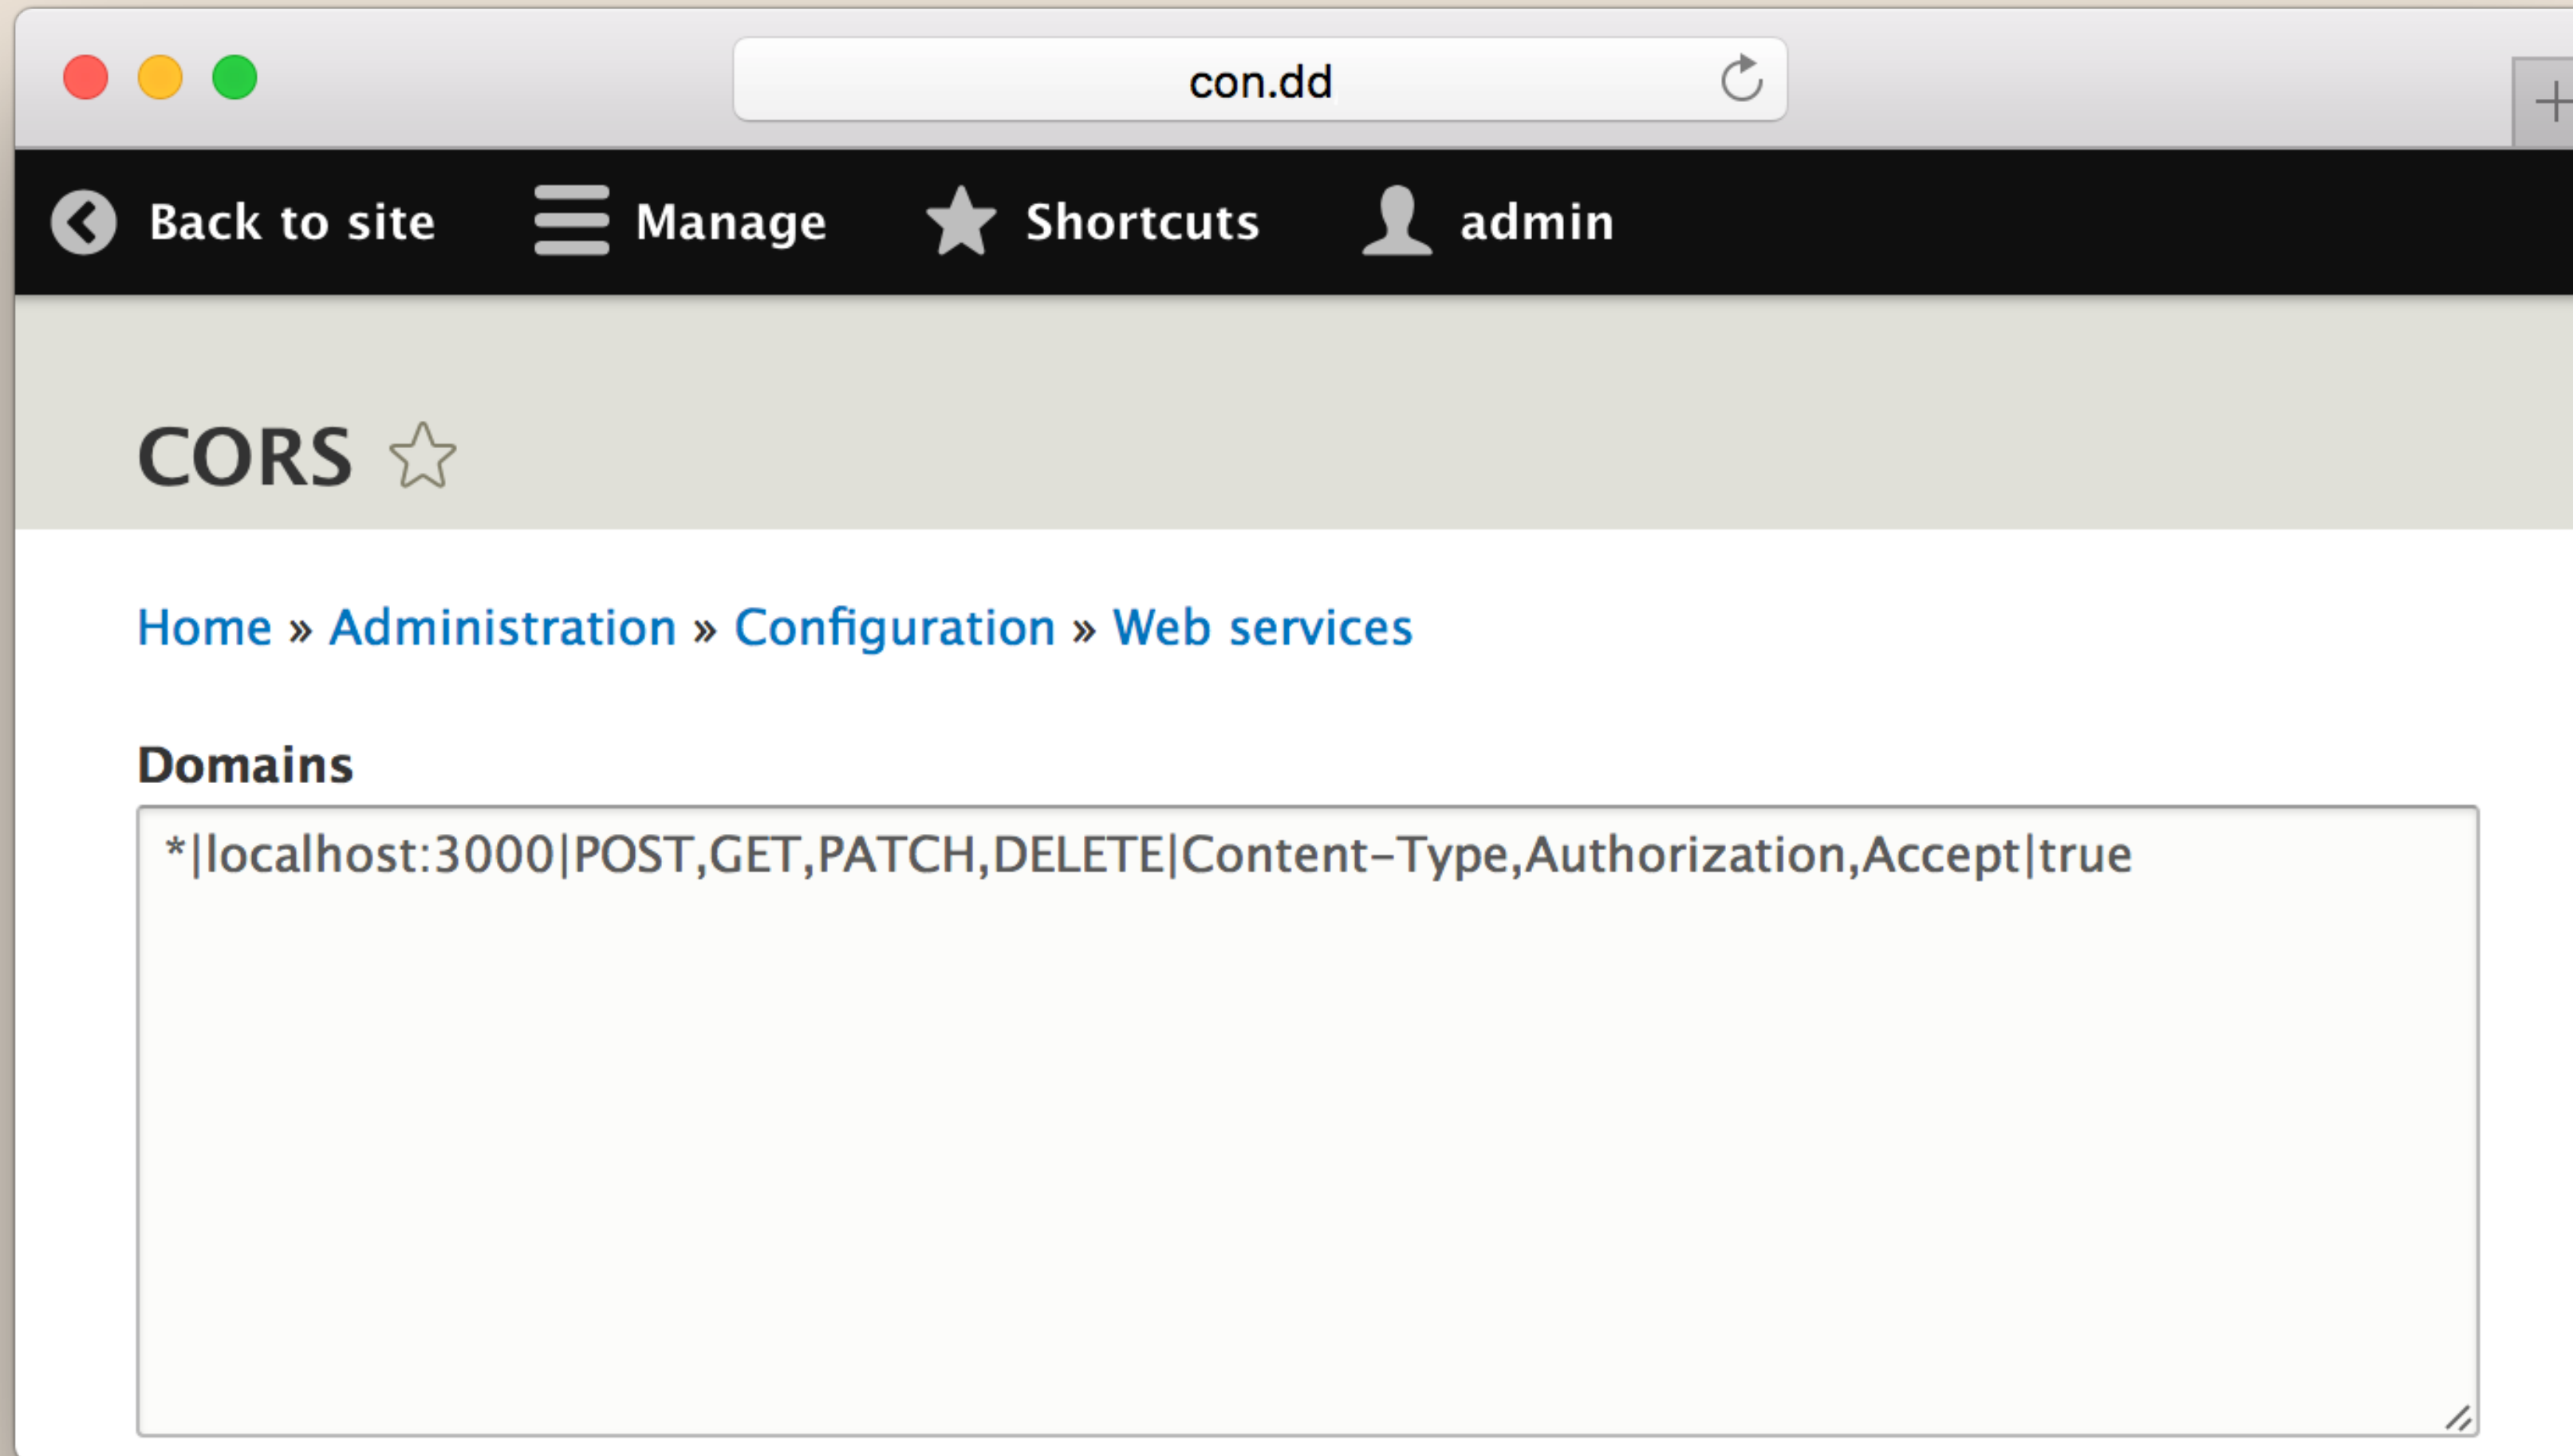 con.dd
Back to site Manage Shortcuts admin
CORS
Home » Administration » Configuration » Web services
Domains
*|localhost:3000|POST,GET,PATCH,DELETE|Content-Type,Authorization,Accept|true